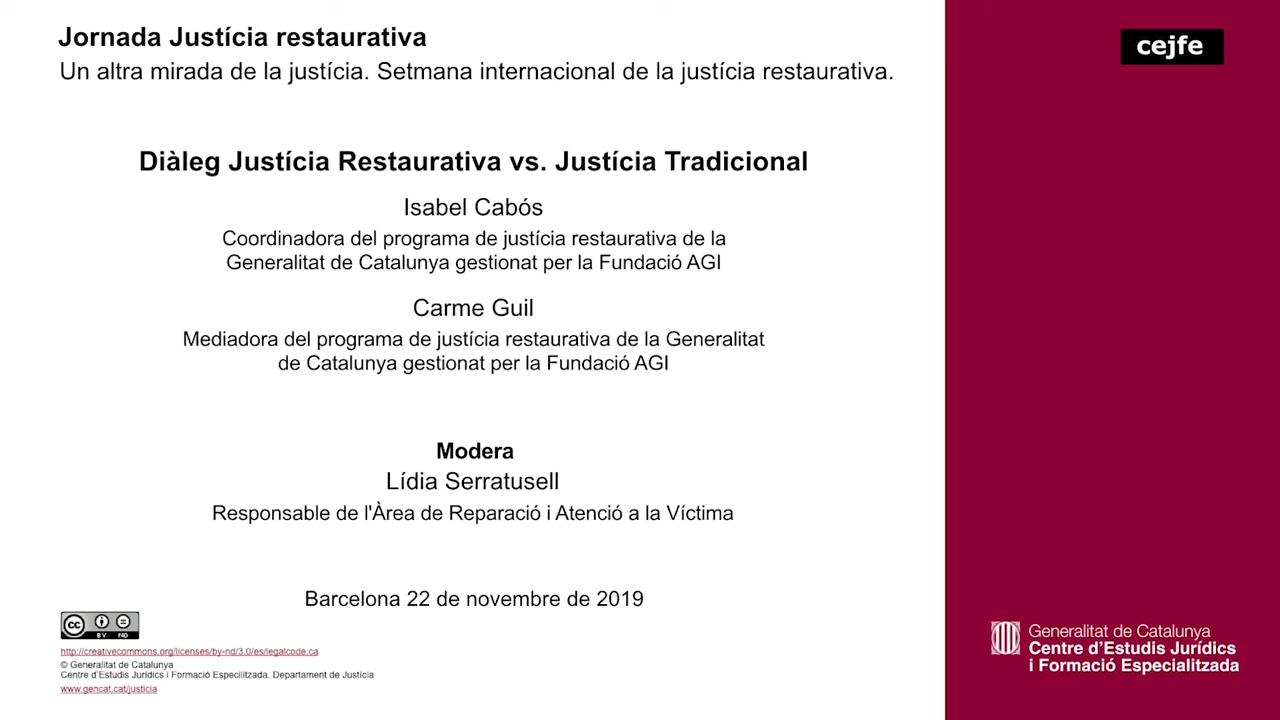 Jornada Justícia restaurativa
Un altra mirada de la justícia. Setmana internacional de la justícia restaurativa.
cejfe
Diàleg Justícia Restaurativa vs. Justícia Tradicional
Isabel Cabós
Coordinadora del programa de justícia restaurativa de la
Generalitat de Catalunya gestionat per la Fundació AGI
Carme Guil
Mediadora del programa de justícia restaurativa de la Generalitat
de Catalunya gestionat per la Fundació AGI
Modera
Lídia Serratusell
Responsable de l'Àrea de Reparació i Atenció a la Víctima
Barcelona 22 de novembre de 2019
cc BY ND
http://creativecommons.org/licenses/by-nd/3.0/es/legalcode.ca
© Generalitat de Catalunya
Centre d'Estudis Jurídics i Formació Especilitzada. Departament de Justícia
www.gencat.cat/justicia
Generalitat de Catalunya
Centre d'Estudis Jurídics
i Formació Especialitzada